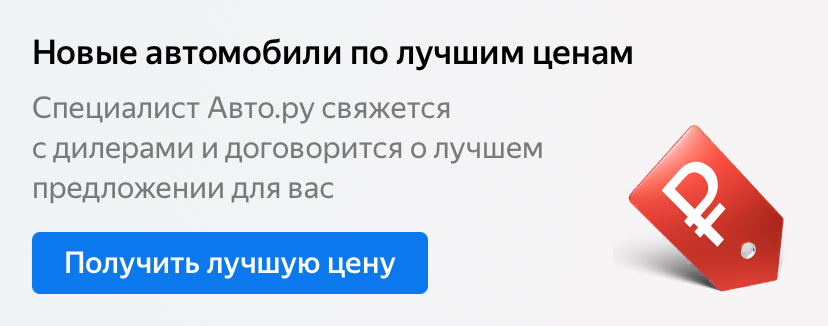 Новые автомобили по лучшим ценам
Специалист Авто.ру свяжется
с дилерами и договорится о лучшем
предложении для вас
Получить лучшую цену
₽